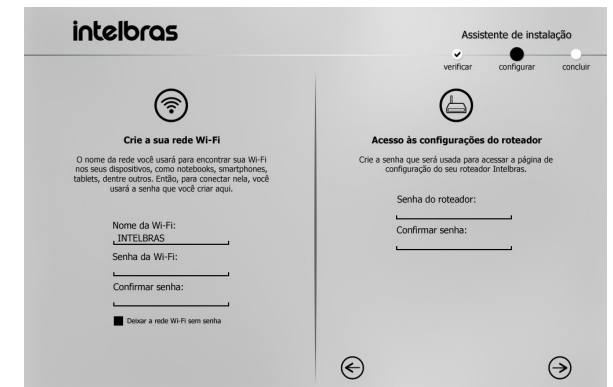 intelbras
Assistente de instalação
verificar
configurar
concluir
Crie a sua rede Wi-Fi
O nome da rede você usará para encontrar sua Wi-Fi
nos seus dispositivos, como notebooks, smartphones,
tablets, dentre outros. Então, para conectar nela, você
usará a senha que você criar aqui.
Nome da Wi-Fi:
INTELBRAS
Senha da Wi-Fi:
Confirmar senha:
Deixar a rede Wi-Fi sem senha
Acesso às configurações do roteador
Crie a senha que será usada para acessar a página de
configuração do seu roteador Intelbras.
Senha do roteador:
Confirmar senha: